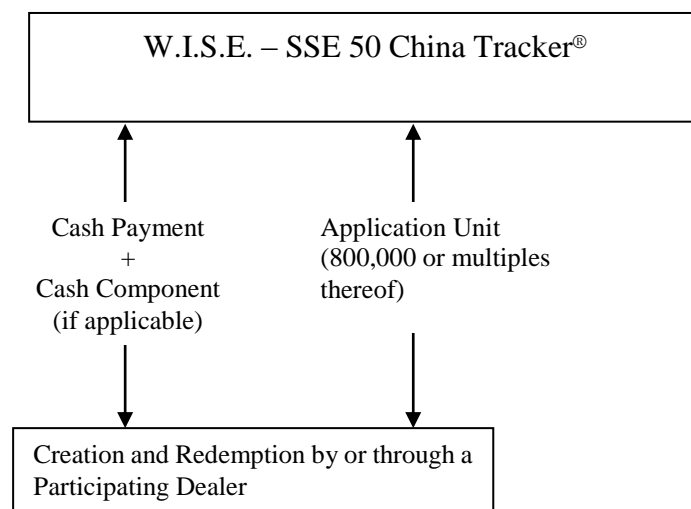 W.I.S.E. – SSE 50 China Tracker®
Cash Payment
+
Cash Component
(if applicable)
Application Unit
(800,000 or multiples
thereof)
Creation and Redemption by or through a
Participating Dealer